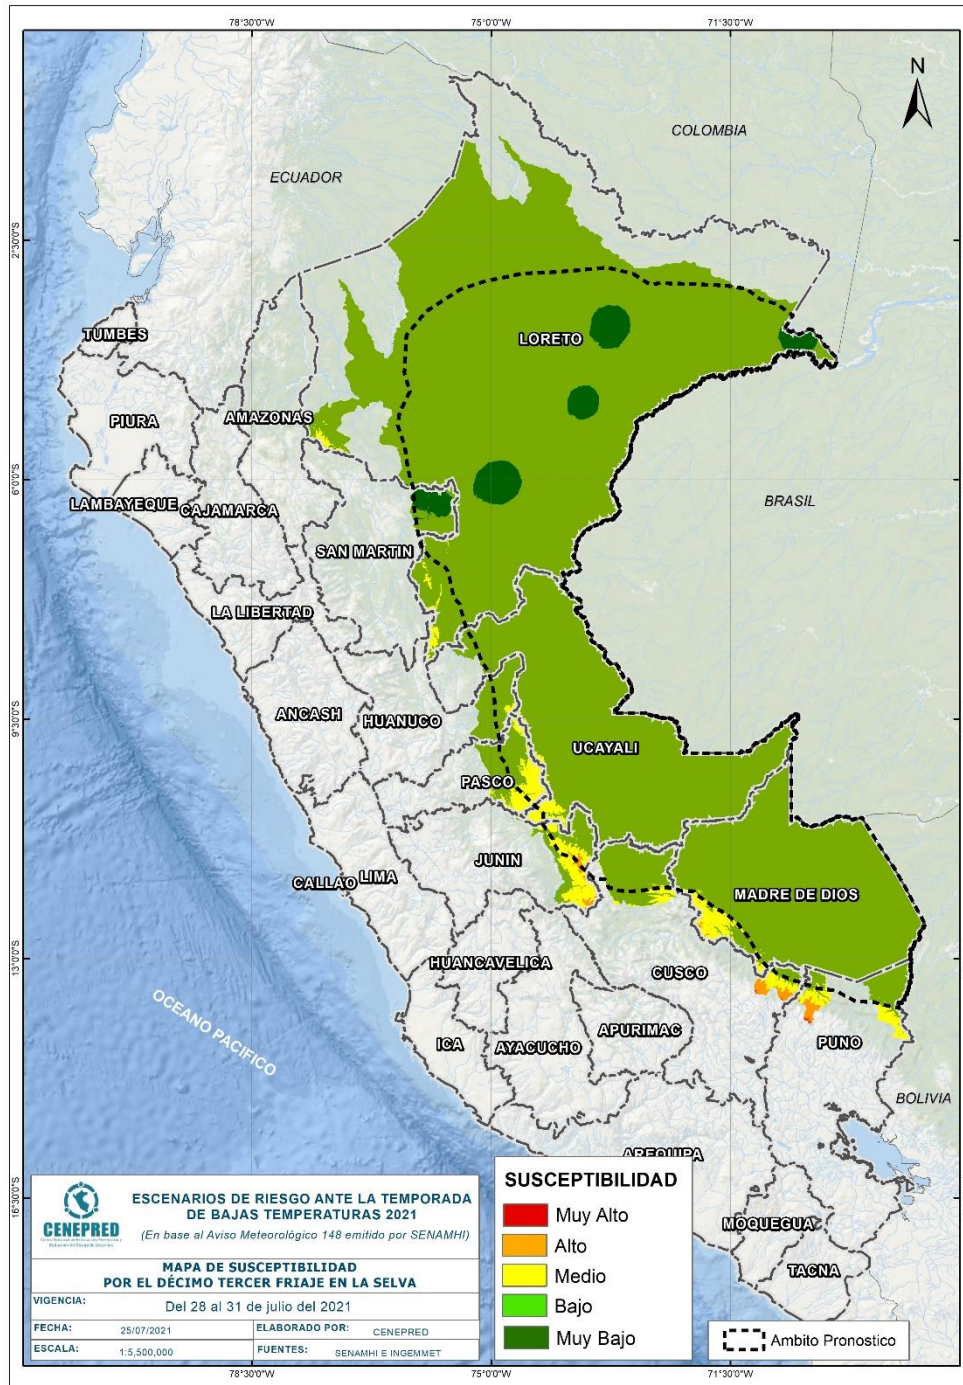 78°30'0"W 75°0'0"W 71°30'0"W
N
COLOMBIA
ECUADOR
2°30'0"S
TUMBES
LORETO
PIURA
AMAZONAS
6°0'0"S
BRASIL
LAMBAYEQUE
CAJAMARCA
SAN MARTIN
LA LIBERTAD
ANCASH
HUANUCO
9°30'0"S
UCAYALI
PASCO
JUNIN
CALLAO
LIMA
MADRE DE DIOS
13°0'0"S
HUANCAVELICA
CUSCO
OCEANO PACIFICO
ICA
AYACUCHO
APURIMAC
PUNO
BOLIVIA
AREQUIPA
16°30'0"S
MOQUEGUA
TACNA
CENEPRED
ESCENARIOS DE RIESGO ANTE LA TEMPORADA
DE BAJAS TEMPERATURAS 2021
(En base al Aviso Meteorológico 148 emitido por SENAMHI)
MAPA DE SUSCEPTIBILIDAD
POR EL DÉCIMO TERCER FRIAJE EN LA SELVA
VIGENCIA: Del 28 al 31 de julio del 2021
FECHA: 25/07/2021 ELABORADO POR: CENEPRED
ESCALA: 1:5,500,000 FUENTES: SENAMHI E INGEMMET
SUSCEPTIBILIDAD
Muy Alto
Alto
Medio
Bajo
Muy Bajo
Ambito Pronostico
78°30'0"W 75°0'0"W 71°30'0"W